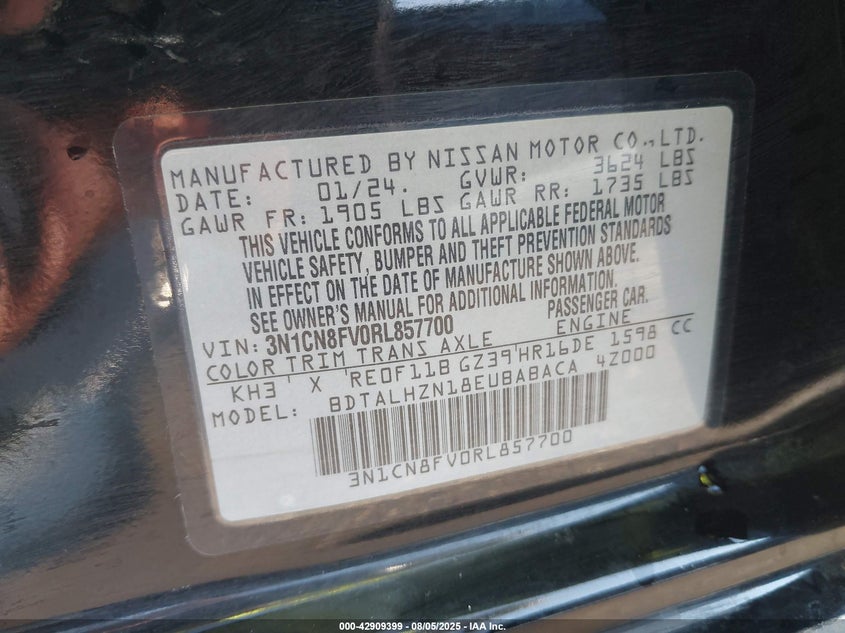 MANUFACTURED BY NISSAN MOTOR CO., LTD.
DATE: 01/24. GVWR: 3624 LBS
GAWR FR: 1905 LBS GAWR RR: 1735 LBS
THIS VEHICLE CONFORMS TO ALL APPLICABLE FEDERAL MOTOR
VEHICLE SAFETY, BUMPER AND THEFT PREVENTION STANDARDS
IN EFFECT ON THE DATE OF MANUFACTURE SHOWN ABOVE.
SEE OWNER'S MANUAL FOR ADDITIONAL INFORMATION.
VIN: 3N1CN8FV0RL857700 PASSENGER CAR.
COLOR TRIM TRANS AXLE ENGINE
KH3 X RE0F11B GZ39 HR16DE 1598 CC
MODEL: BDTALHZN18EUBABACA 4Z000
3N1CN8FV0RL857700
000-42909399 - 08/05/2025 - © IAA Inc.